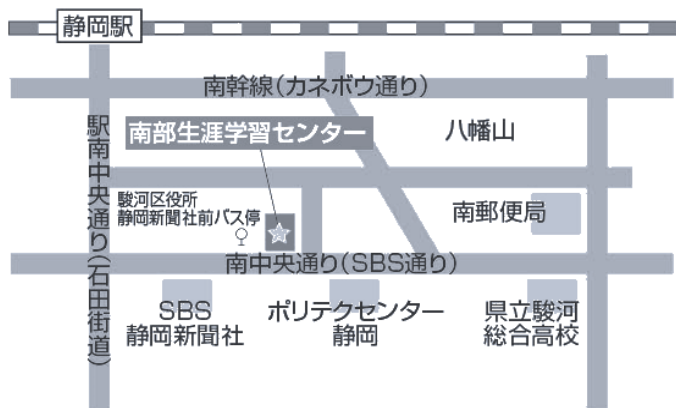 静岡駅
南幹線(カネボウ通り)
駅南中央通り(石田街道)
南部生涯学習センター
八幡山
駿河区役所
静岡新聞社前バス停
南郵便局
南中央通り(SBS通り)
SBS
静岡新聞社
ポリテクセンター
静岡
県立駿河
総合高校